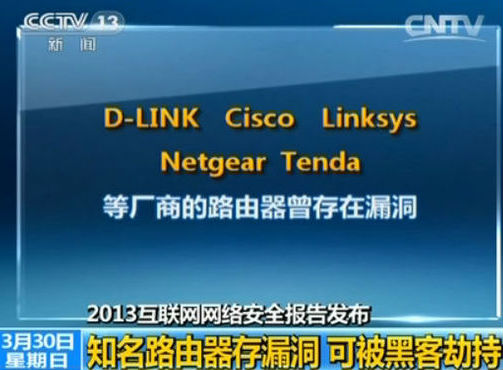 CCTV 13
新闻
CNTV
D-LINK Cisco Linksys
Netgear Tenda
等厂商的路由器曾存在漏洞
2013互联网网络安全报告发布
3月30日
星期日
知名路由器存漏洞 可被黑客劫持